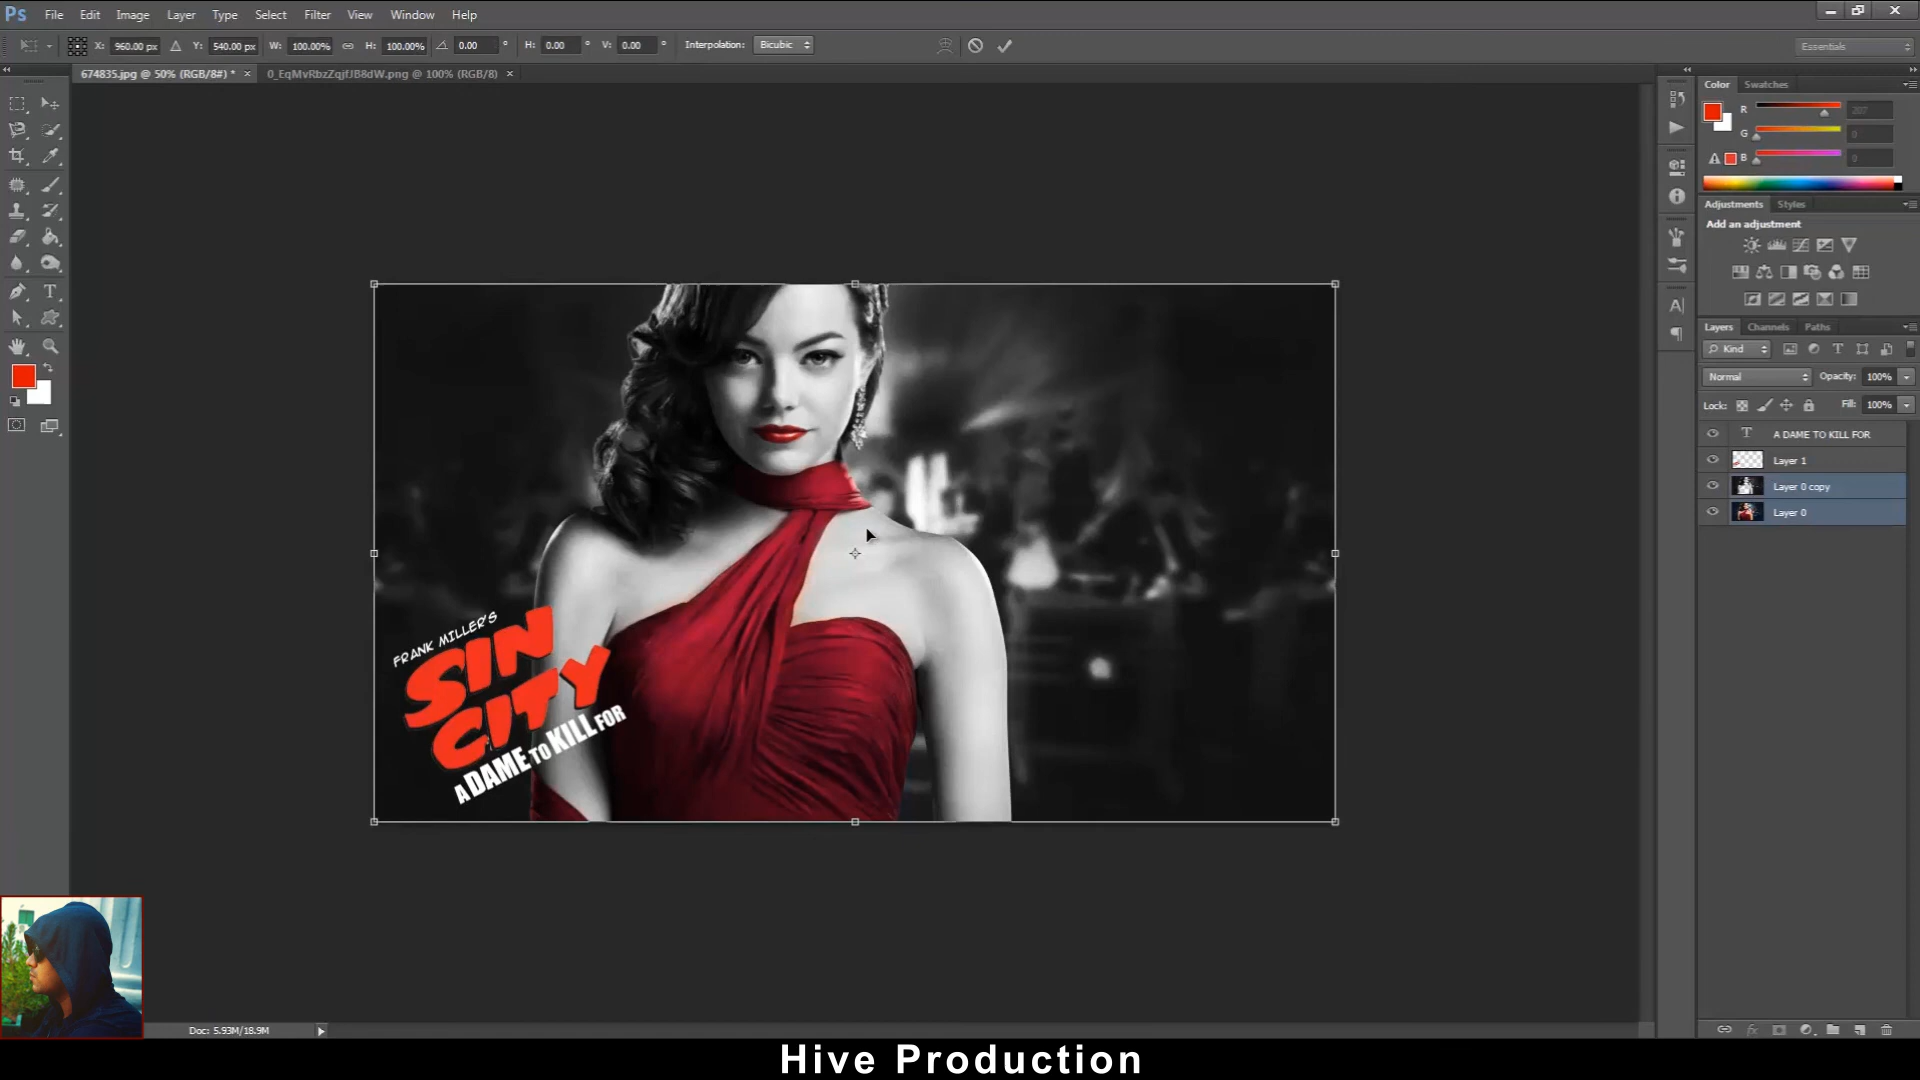 Ps File Edit Image Layer Type Select Filter View Window Help
X: 960.00 px Y: 540.00 px W: 100.00% H: 100.00% 0.00 ° H: 0.00 ° V: 0.00 ° Interpolation: Bicubic Essentials
674835.jpg @ 50% (RGB/8#) * × 0_EqMvRbzZqjfJB8dW.png @ 100% (RGB/8) ×
Color Swatches
R 207
G 0
B 0
Adjustments Styles
Add an adjustment
Layers Channels Paths
Kind
Normal Opacity: 100%
Lock: Fill: 100%
A DAME TO KILL FOR
Layer 1
Layer 0 copy
Layer 0
FRANK MILLER'S
SIN
CITY
A DAME TO KILL FOR
Doc: 5.93M/18.9M
Hive Production